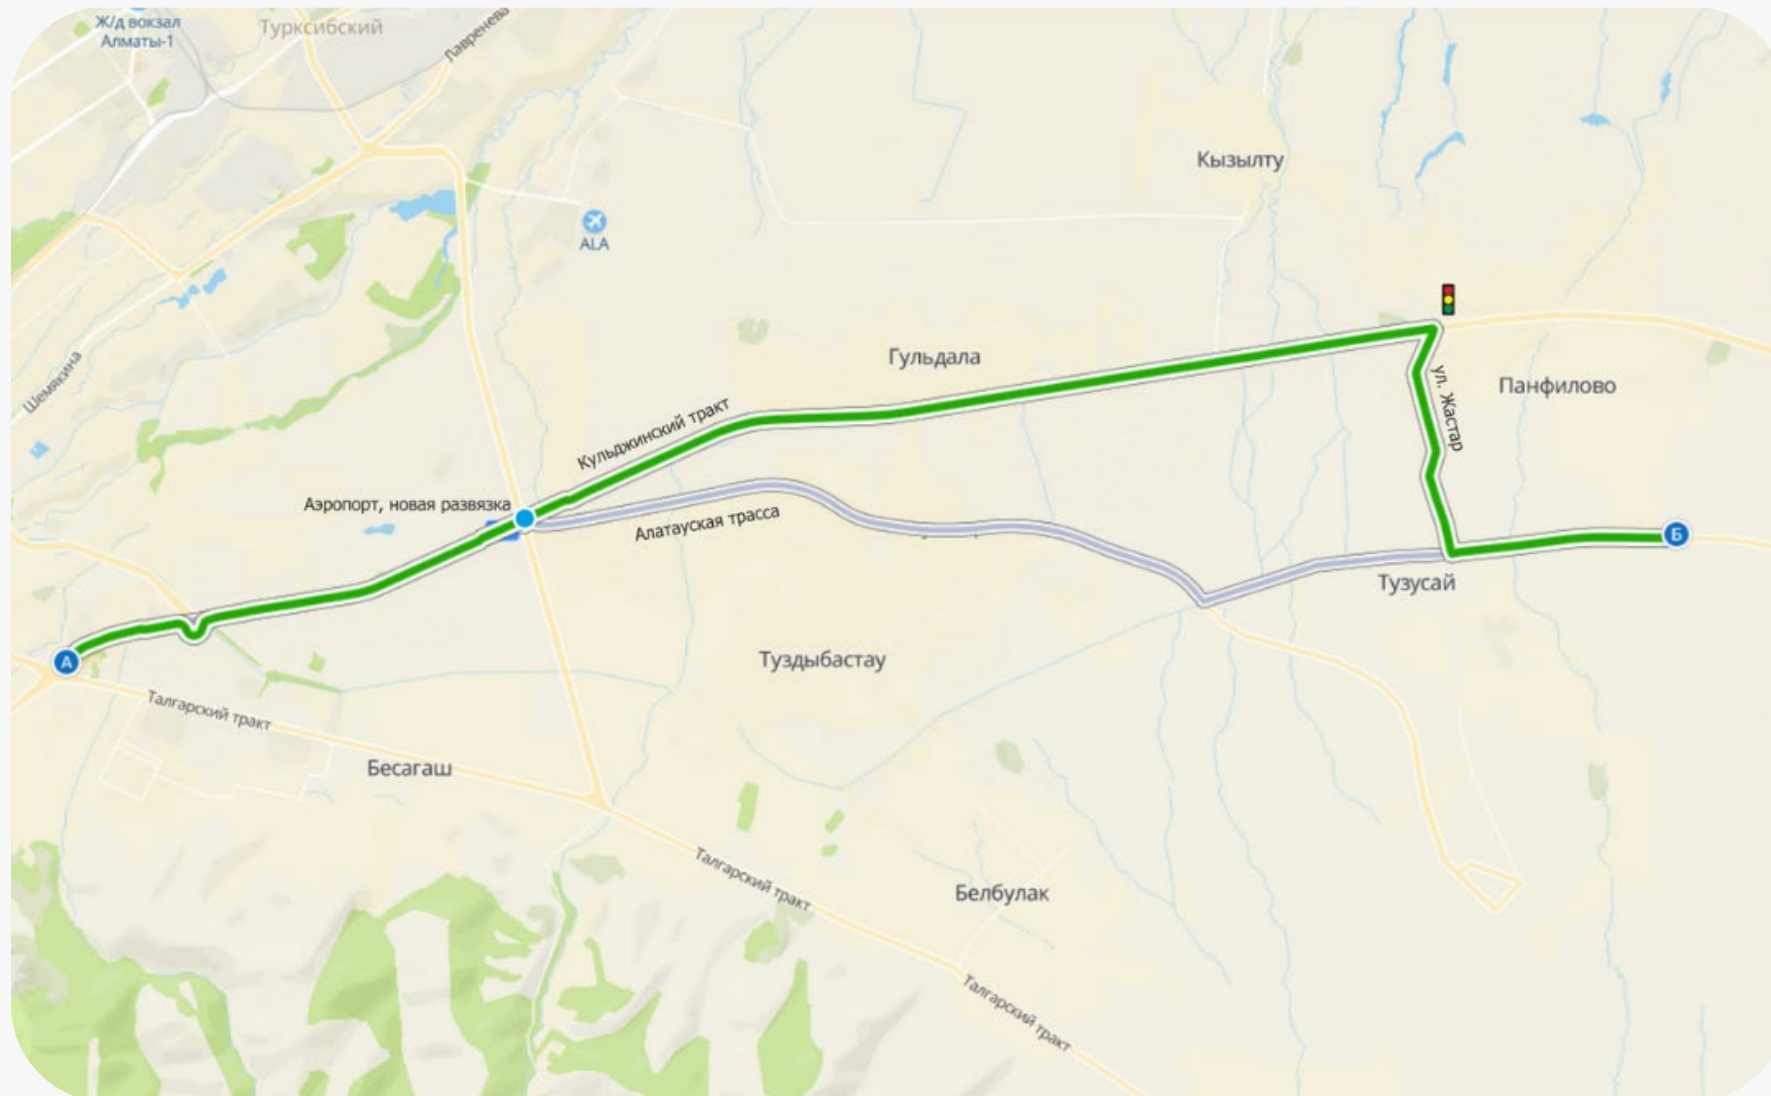 Ж/д вокзал
Алматы-1
Турксибский
Лавренева
Кызылту
ALA
Шемякина
Гульдала
ул. Жастар
Панфилово
Кульджинский тракт
Аэропорт, новая развязка
Алатауская трасса
Б
Тузусай
А
Туздыбастау
Талгарский тракт
Бесагаш
Талгарский тракт
Белбулак
Талгарский тракт